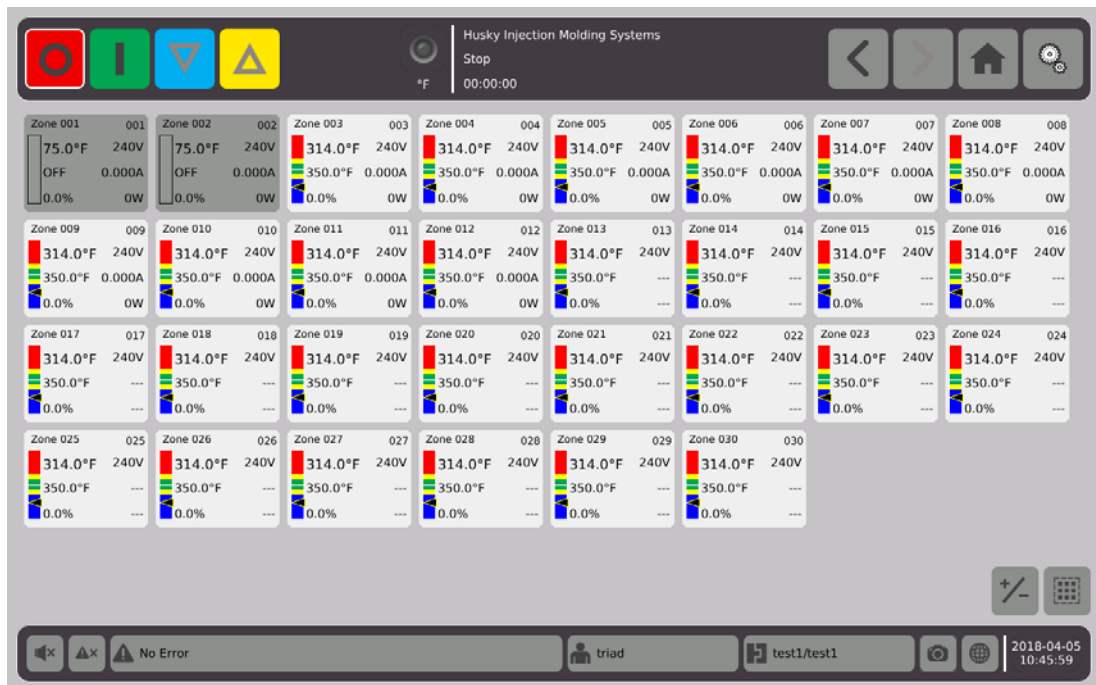 Husky Injection Molding Systems
Stop
°F 00:00:00
Zone 001 001 Zone 002 002 Zone 003 003 Zone 004 004 Zone 005 005 Zone 006 006 Zone 007 007 Zone 008 008
75.0°F 240V 75.0°F 240V 314.0°F 240V 314.0°F 240V 314.0°F 240V 314.0°F 240V 314.0°F 240V 314.0°F 240V
OFF 0.000A OFF 0.000A 350.0°F 0.000A 350.0°F 0.000A 350.0°F 0.000A 350.0°F 0.000A 350.0°F 0.000A 350.0°F 0.000A
0.0% 0W 0.0% 0W 0.0% 0W 0.0% 0W 0.0% 0W 0.0% 0W 0.0% 0W 0.0% 0W
Zone 009 009 Zone 010 010 Zone 011 011 Zone 012 012 Zone 013 013 Zone 014 014 Zone 015 015 Zone 016 016
314.0°F 240V 314.0°F 240V 314.0°F 240V 314.0°F 240V 314.0°F 240V 314.0°F 240V 314.0°F 240V 314.0°F 240V
350.0°F 0.000A 350.0°F 0.000A 350.0°F 0.000A 350.0°F 0.000A 350.0°F --- 350.0°F --- 350.0°F --- 350.0°F ---
0.0% 0W 0.0% 0W 0.0% 0W 0.0% 0W 0.0% --- 0.0% --- 0.0% --- 0.0% ---
Zone 017 017 Zone 018 018 Zone 019 019 Zone 020 020 Zone 021 021 Zone 022 022 Zone 023 023 Zone 024 024
314.0°F 240V 314.0°F 240V 314.0°F 240V 314.0°F 240V 314.0°F 240V 314.0°F 240V 314.0°F 240V 314.0°F 240V
350.0°F --- 350.0°F --- 350.0°F --- 350.0°F --- 350.0°F --- 350.0°F --- 350.0°F --- 350.0°F ---
0.0% --- 0.0% --- 0.0% --- 0.0% --- 0.0% --- 0.0% --- 0.0% --- 0.0% ---
Zone 025 025 Zone 026 026 Zone 027 027 Zone 028 028 Zone 029 029 Zone 030 030
314.0°F 240V 314.0°F 240V 314.0°F 240V 314.0°F 240V 314.0°F 240V 314.0°F 240V
350.0°F --- 350.0°F --- 350.0°F --- 350.0°F --- 350.0°F --- 350.0°F ---
0.0% --- 0.0% --- 0.0% --- 0.0% --- 0.0% --- 0.0% ---
+/-
No Error triad test1/test1 2018-04-05
10:45:59